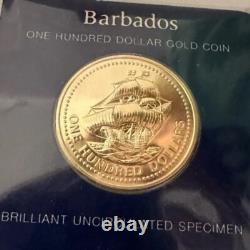 Barbados
ONE HUNDRED DOLLAR GOLD COIN
ONE HUNDRED DOLLARS
BRILLIANT UNCIRCULATED SPECIMEN